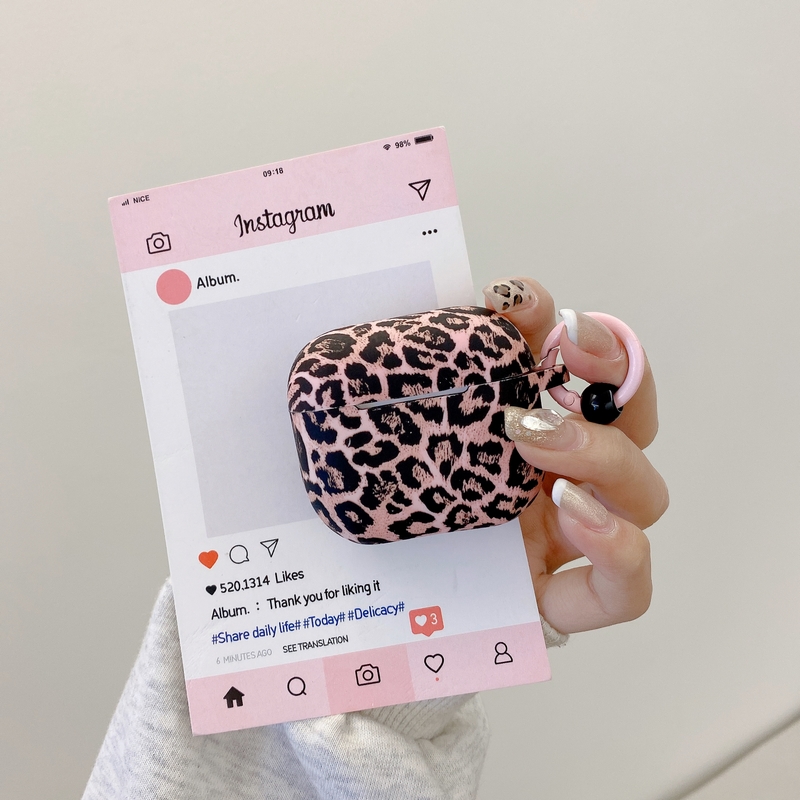 NICE
09:18
98%
Instagram
Album.
520.1314 Likes
Album. : Thank you for liking it
#Share daily life# #Today# #Delicacy#
3
6 MINUTES AGO SEE TRANSLATION